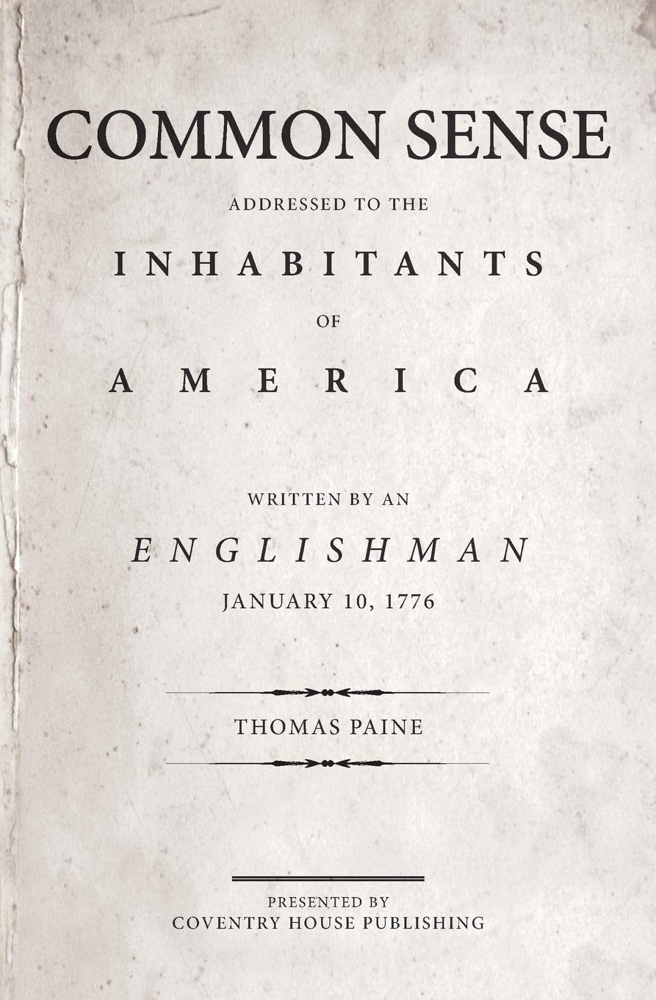 COMMON SENSE
ADDRESSED TO THE
INHABITANTS
OF
AMERICA
WRITTEN BY AN
ENGLISHMAN
JANUARY 10, 1776
THOMAS PAINE
PRESENTED BY
COVENTRY HOUSE PUBLISHING